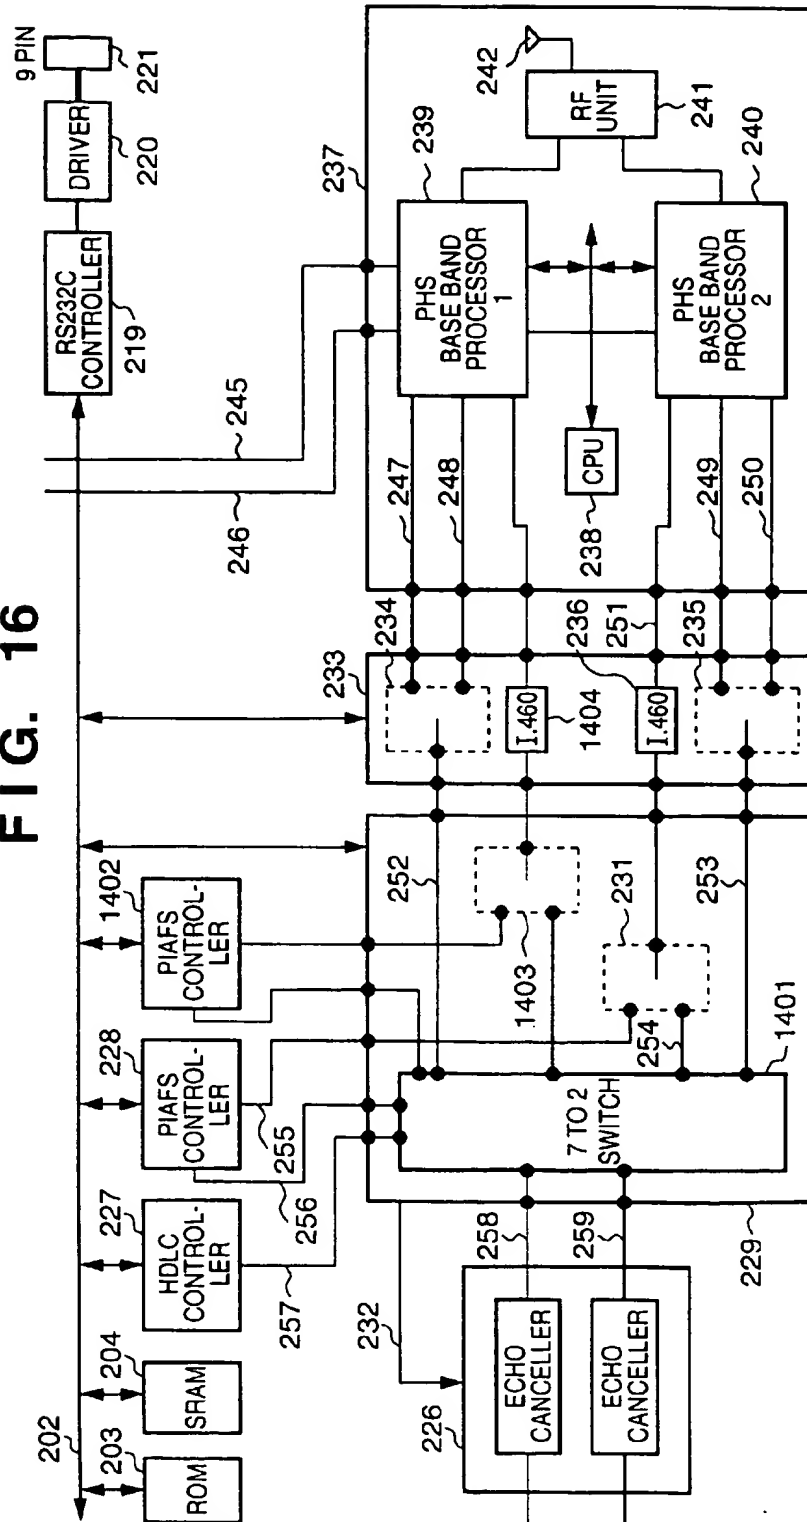 FIG. 16
202
203
ROM
204
SRAM
227
HDLC
CONTROL-
LER
257
228
PIAFS
CONTROL-
LER
255
256
1402
PIAFS
CONTROL-
LER
219
RS232C
CONTROLLER
220
DRIVER
221
9 PIN
245
246
232
226
ECHO
CANCELLER
ECHO
CANCELLER
258
259
229
7 TO 2
SWITCH
1401
252
1403
231
254
253
233
234
I.460
1404
236
I.460
235
251
237
247
248
249
250
CPU
238
239
PHS
BASE BAND
PROCESSOR
1
240
PHS
BASE BAND
PROCESSOR
2
RF
UNIT
241
242